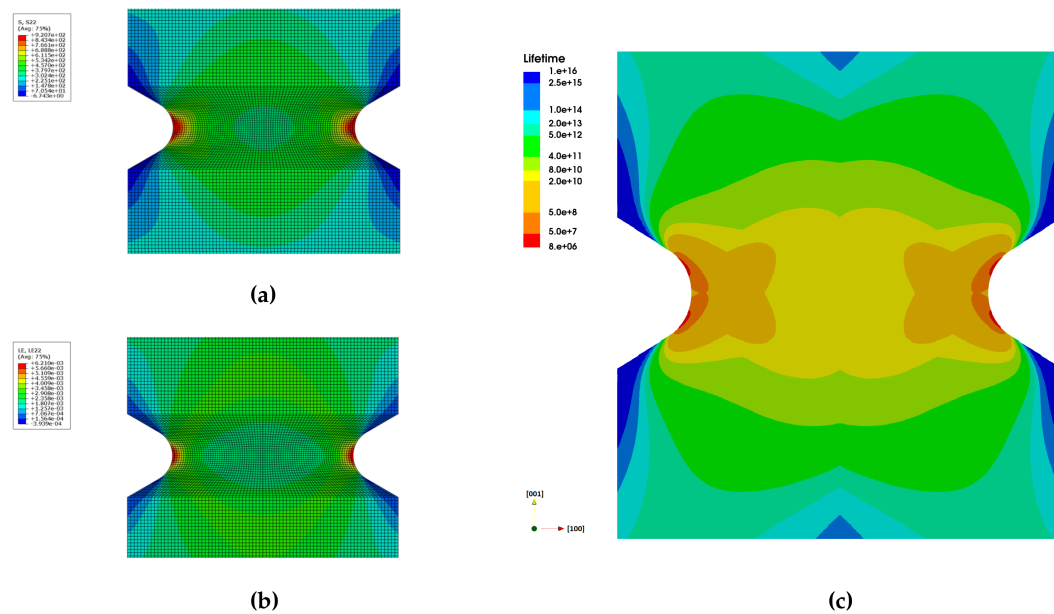 S, S22
(Avg: 75%)
+9.207e+02
+8.434e+02
+7.661e+02
+6.888e+02
+6.115e+02
+5.342e+02
+4.570e+02
+3.797e+02
+3.024e+02
+2.251e+02
+1.478e+02
+7.054e+01
-6.743e+00
(a)
LE, LE22
(Avg: 75%)
+6.210e-03
+5.660e-03
+5.109e-03
+4.559e-03
+4.009e-03
+3.458e-03
+2.908e-03
+2.358e-03
+1.807e-03
+1.257e-03
+7.067e-04
+1.564e-04
-3.939e-04
(b)
Lifetime
1.e+16
2.5e+15
1.0e+14
2.0e+13
5.0e+12
4.0e+11
8.0e+10
2.0e+10
5.0e+8
5.0e+7
8.e+06
[001]
[100]
(c)